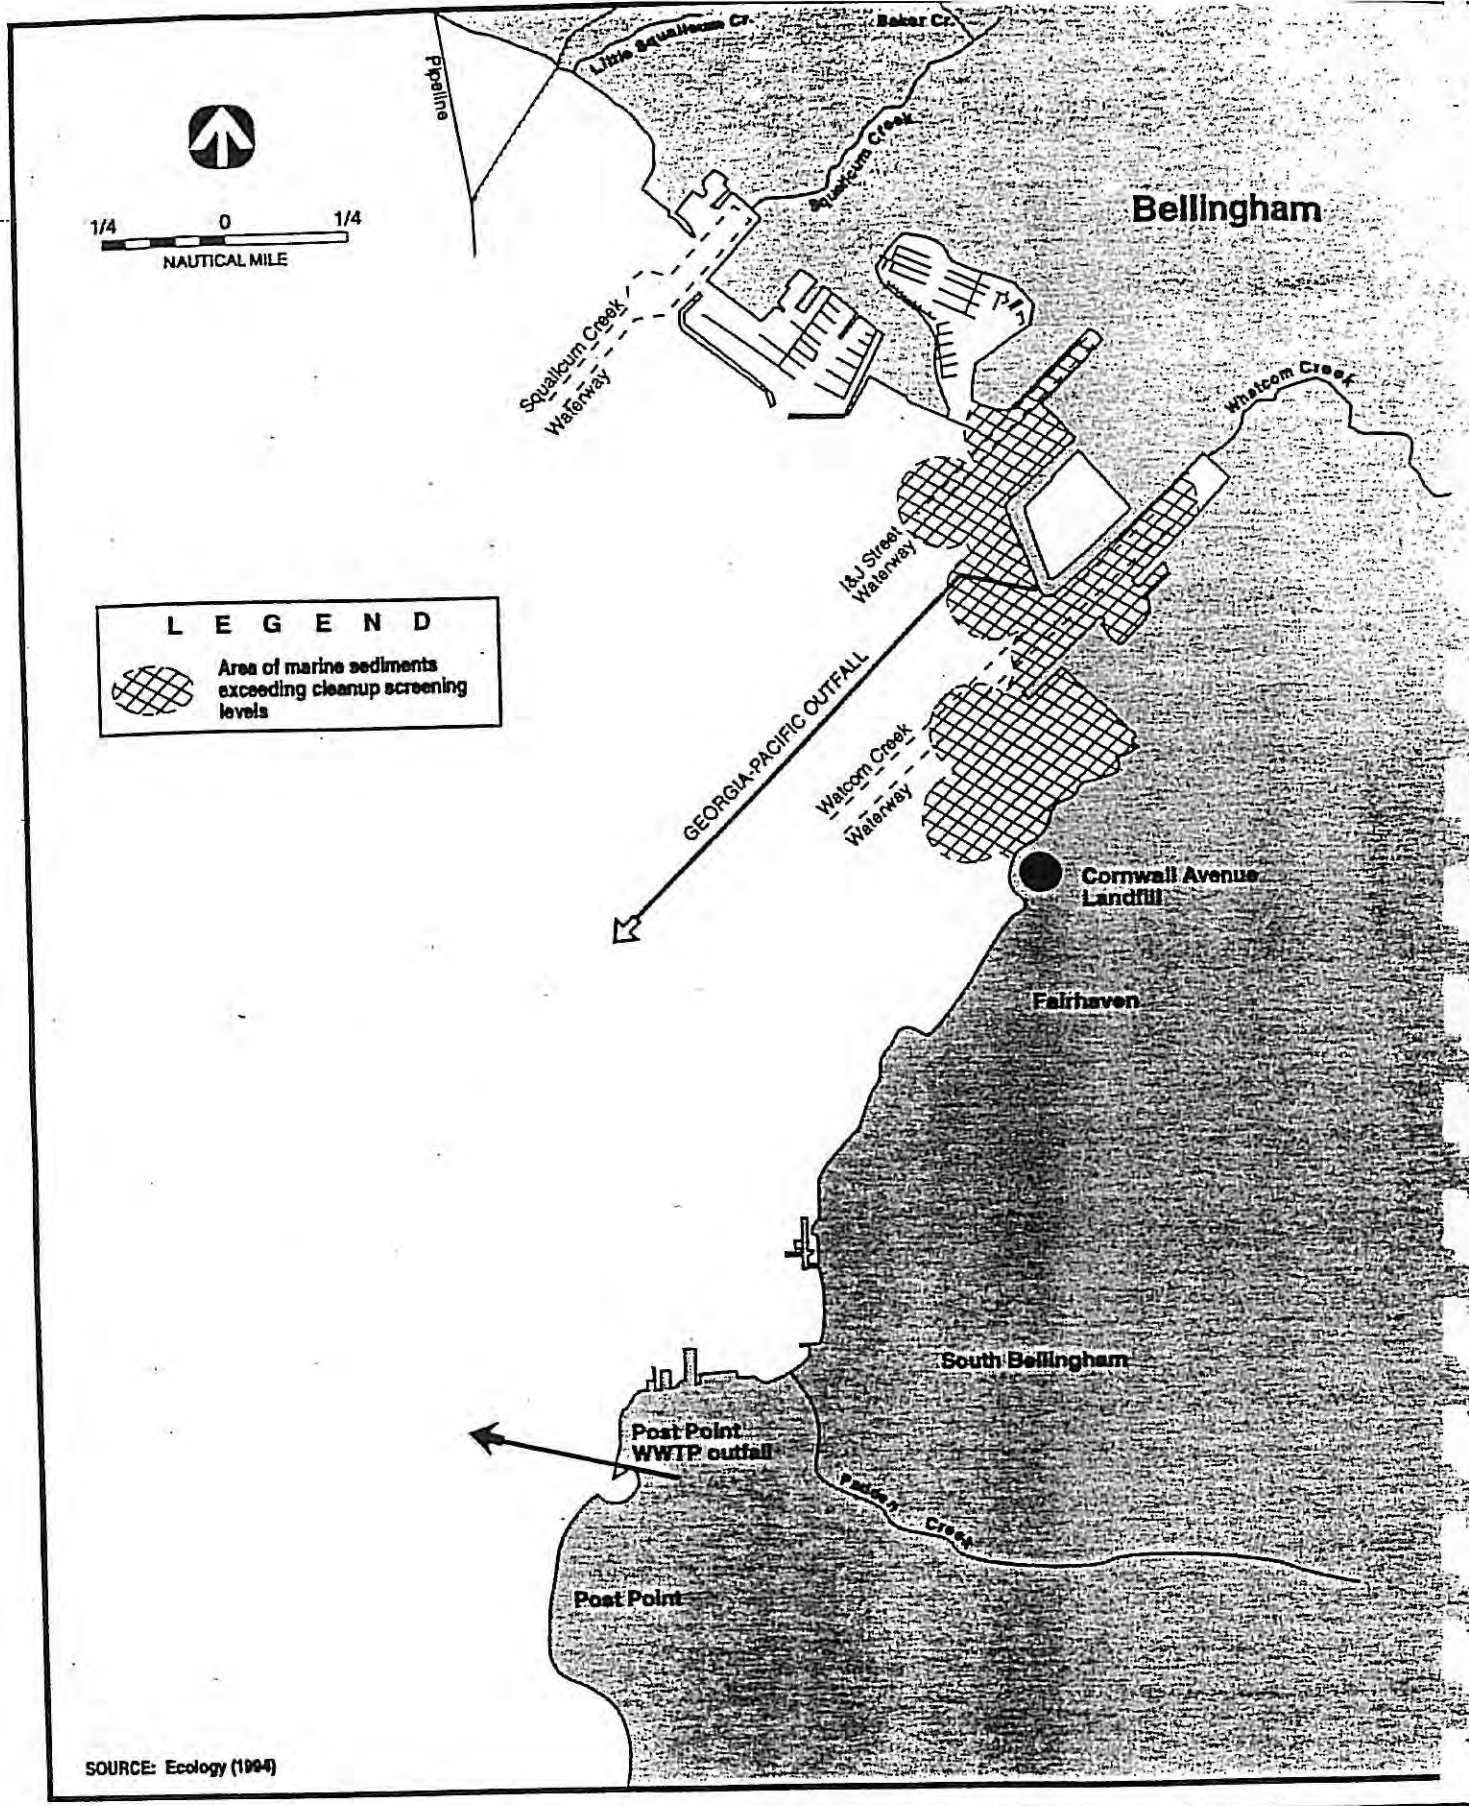 Little Squalicum Cr.
Baker Cr.
Pipeline
Squalicum Creek
Bellingham
1/4 0 1/4
NAUTICAL MILE
Squalicum Creek
Waterway
Whatcom Creek
I&J Street
Waterway
LEGEND
Area of marine sediments
exceeding cleanup screening
levels
GEORGIA-PACIFIC OUTFALL
Watcom Creek
Waterway
Cornwall Avenue
Landfill
Fairhaven
South Bellingham
Post Point
WWTP outfall
Padden Creek
Post Point
SOURCE: Ecology (1994)